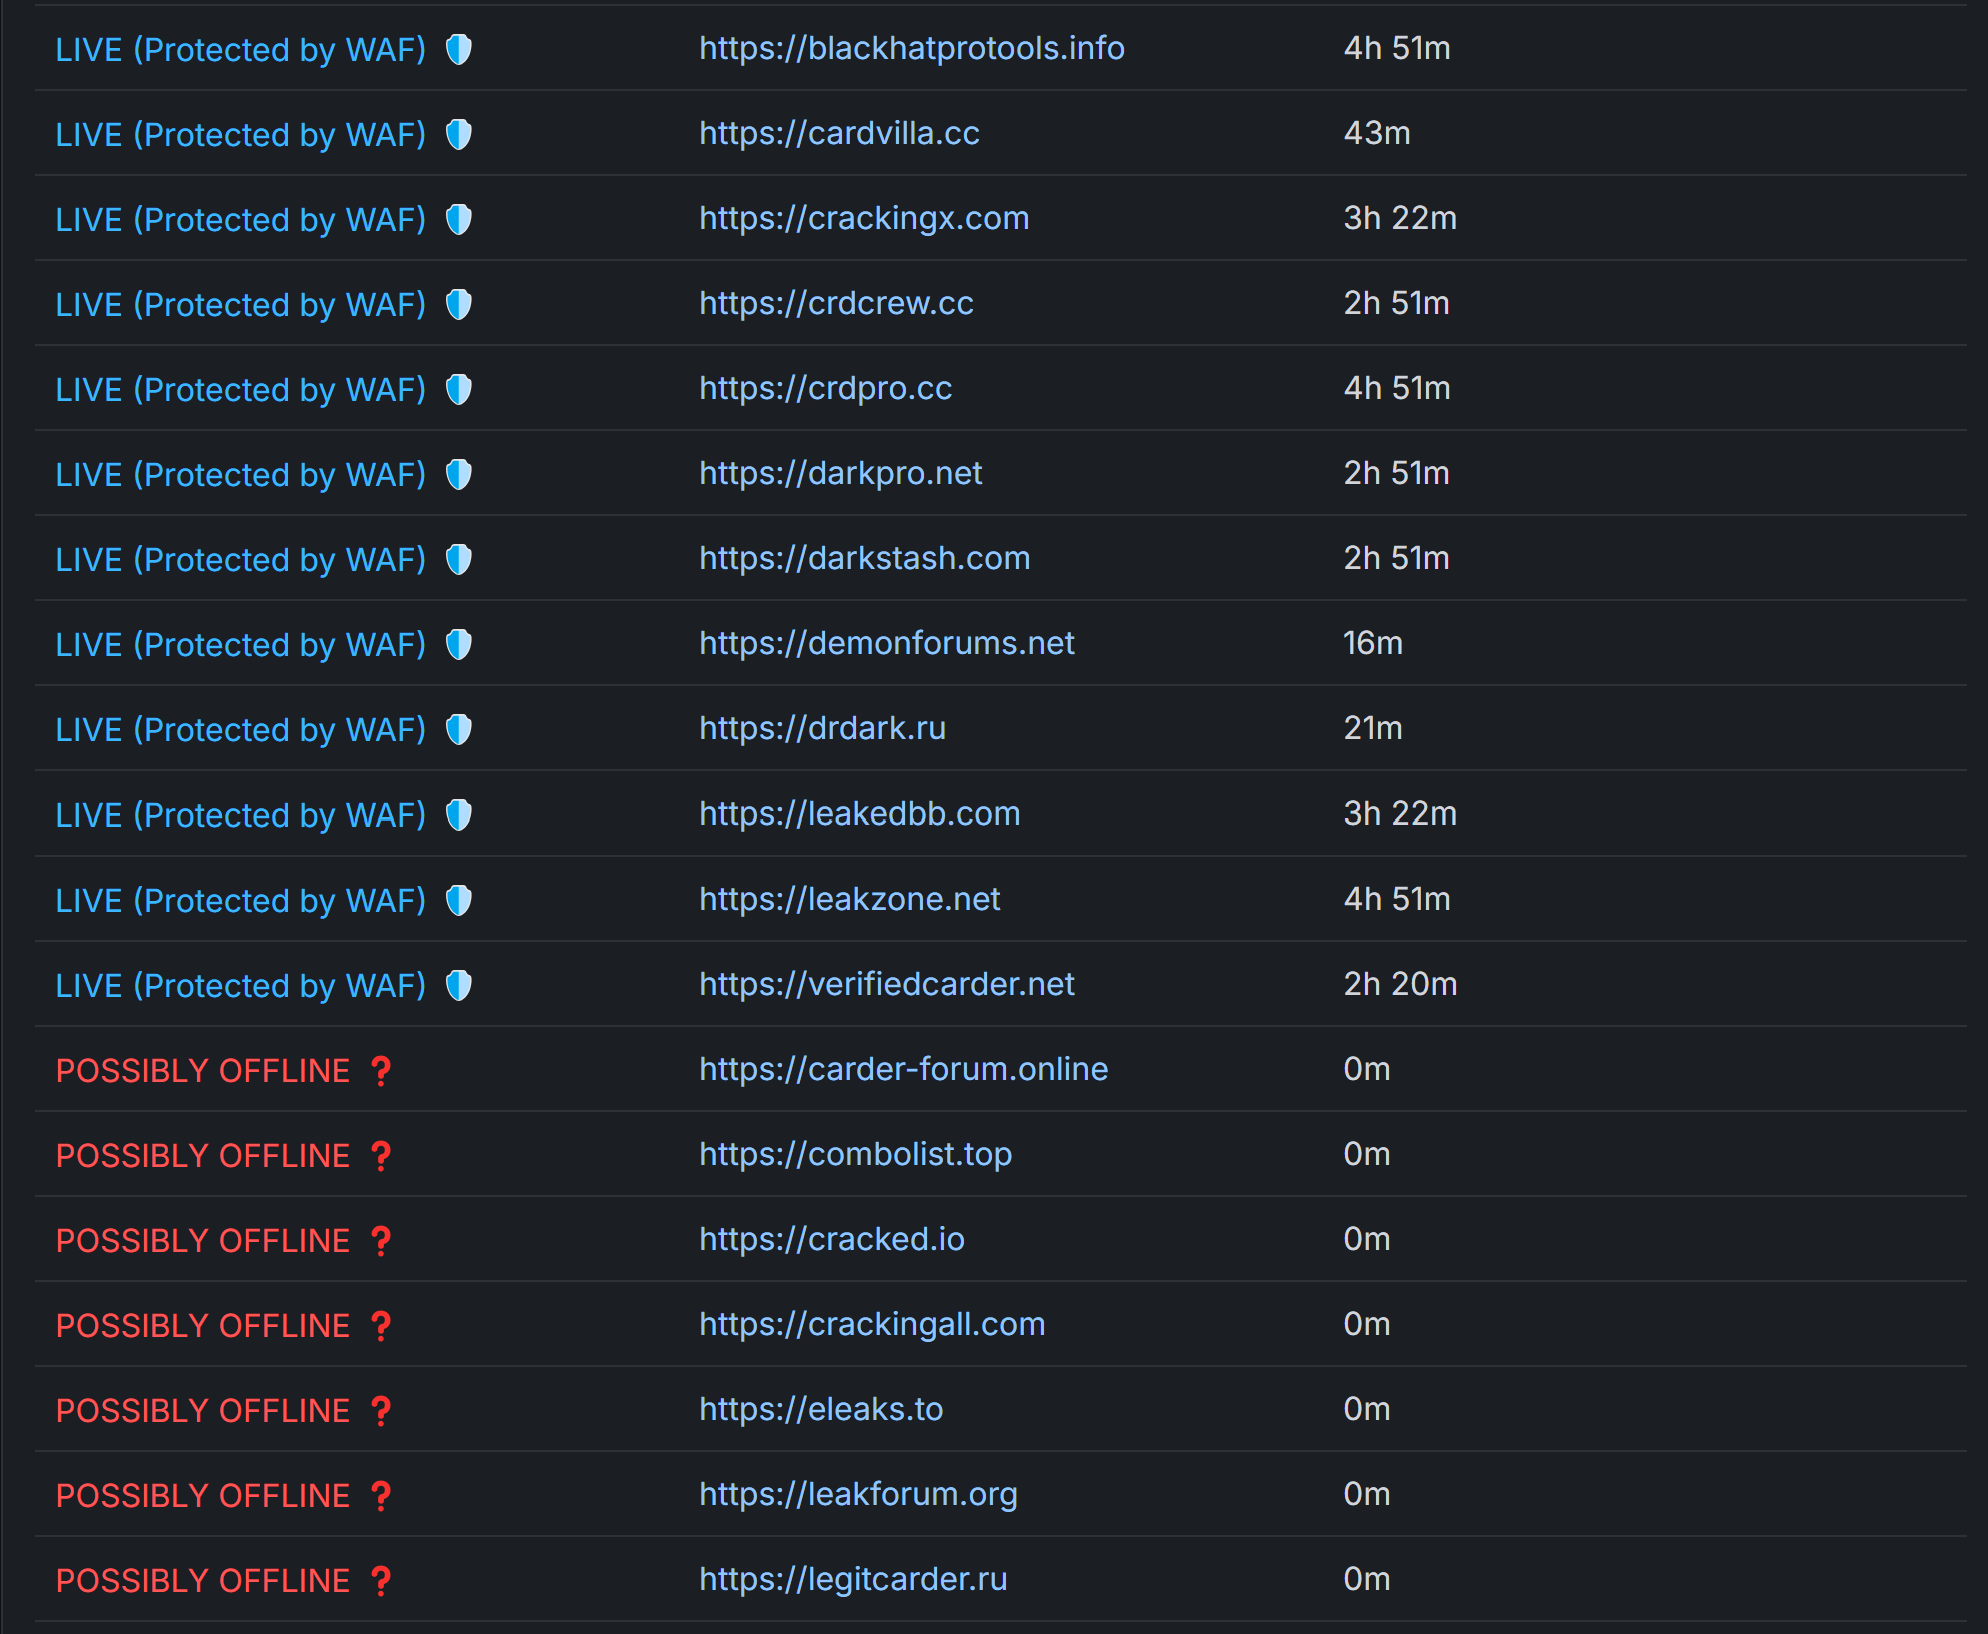 LIVE (Protected by WAF) https://blackhatprotools.info 4h 51m
LIVE (Protected by WAF) https://cardvilla.cc 43m
LIVE (Protected by WAF) https://crackingx.com 3h 22m
LIVE (Protected by WAF) https://crdcrew.cc 2h 51m
LIVE (Protected by WAF) https://crdpro.cc 4h 51m
LIVE (Protected by WAF) https://darkpro.net 2h 51m
LIVE (Protected by WAF) https://darkstash.com 2h 51m
LIVE (Protected by WAF) https://demonforums.net 16m
LIVE (Protected by WAF) https://drdark.ru 21m
LIVE (Protected by WAF) https://leakedbb.com 3h 22m
LIVE (Protected by WAF) https://leakzone.net 4h 51m
LIVE (Protected by WAF) https://verifiedcarder.net 2h 20m
POSSIBLY OFFLINE ❓ https://carder-forum.online 0m
POSSIBLY OFFLINE ❓ https://combolist.top 0m
POSSIBLY OFFLINE ❓ https://cracked.io 0m
POSSIBLY OFFLINE ❓ https://crackingall.com 0m
POSSIBLY OFFLINE ❓ https://eleaks.to 0m
POSSIBLY OFFLINE ❓ https://leakforum.org 0m
POSSIBLY OFFLINE ❓ https://legitcarder.ru 0m